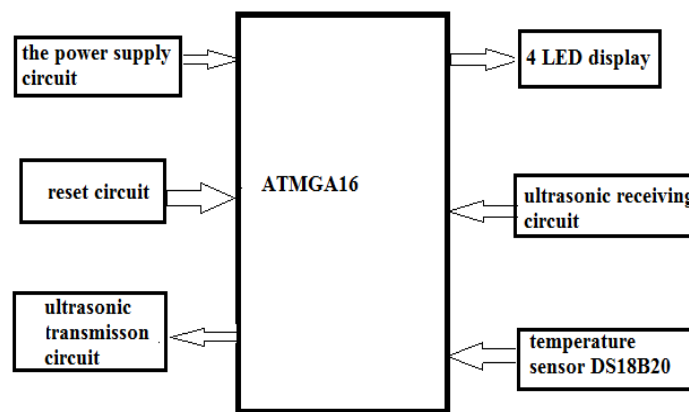 the power supply
circuit
4 LED display
reset circuit
ATMGA16
ultrasonic receiving
circuit
ultrasonic
transmisson
circuit
temperature
sensor DS18B20